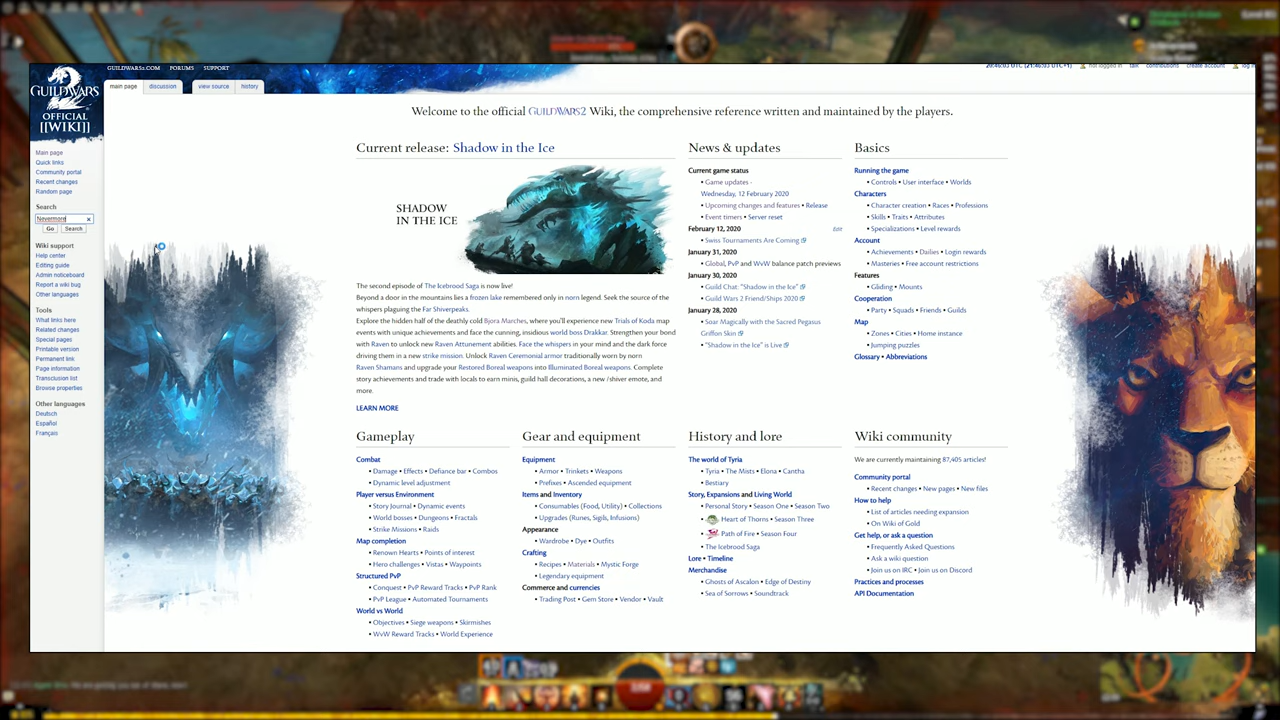 GUILDWARS2.COM FORUMS SUPPORT
not logged in talk contributions create account log
main page discussion view source history
GUILD WARS 2
OFFICIAL
[[WIKI]]
Welcome to the official GUILD WARS 2 Wiki, the comprehensive reference written and maintained by the players.
Main page
Quick links
Community portal
Recent changes
Random page
Search
Nevermore
Go Search
Wiki support
Help center
Editing guide
Admin noticeboard
Report a wiki bug
Other languages
Tools
What links here
Related changes
Special pages
Printable version
Permanent link
Page information
Transclusion list
Browse properties
Other languages
Deutsch
Español
Français
Current release: Shadow in the Ice
SHADOW
IN THE ICE
The second episode of The Icebrood Saga is now live!
Beyond a door in the mountains lies a frozen lake remembered only in norn legend. Seek the source of the
whispers plaguing the Far Shiverpeaks.
Explore the hidden half of the deathly cold Bjora Marches, where you'll experience new Trials of Koda map
events with unique achievements and face the cunning, insidious world boss Drakkar. Strengthen your bond
with Raven to unlock new Raven Attunement abilities. Face the whispers in your mind and the dark force
driving them in a new strike mission. Unlock Raven Ceremonial armor traditionally worn by norn
Raven Shamans and upgrade your Restored Boreal weapons into Illuminated Boreal weapons. Complete
story achievements and trade with locals to earn minis, guild hall decorations, a new /shiver emote, and
more.
LEARN MORE
News & updates
Current game status
• Game updates -
Wednesday, 12 February 2020
• Upcoming changes and features • Release
• Event timers • Server reset
February 12, 2020 Edit
• Swiss Tournaments Are Coming
January 31, 2020
• Global, PvP and WvW balance patch previews
January 30, 2020
• Guild Chat: "Shadow in the Ice"
• Guild Wars 2 Friend/Ships 2020
January 28, 2020
• Soar Magically with the Sacred Pegasus
Griffon Skin
• "Shadow in the Ice" is Live
Basics
Running the game
• Controls • User interface • Worlds
Characters
• Character creation • Races • Professions
• Skills • Traits • Attributes
• Specializations • Level rewards
Account
• Achievements • Dailies • Login rewards
• Masteries • Free account restrictions
Features
• Gliding • Mounts
Cooperation
• Party • Squads • Friends • Guilds
Map
• Zones • Cities • Home instance
• Jumping puzzles
Glossary • Abbreviations
Gameplay
Combat
• Damage • Effects • Defiance bar • Combos
• Dynamic level adjustment
Player versus Environment
• Story Journal • Dynamic events
• World bosses • Dungeons • Fractals
• Strike Missions • Raids
Map completion
• Renown Hearts • Points of interest
• Hero challenges • Vistas • Waypoints
Structured PvP
• Conquest • PvP Reward Tracks • PvP Rank
• PvP League • Automated Tournaments
World vs World
• Objectives • Siege weapons • Skirmishes
• WvW Reward Tracks • World Experience
Gear and equipment
Equipment
• Armor • Trinkets • Weapons
• Prefixes • Ascended equipment
Items and Inventory
• Consumables (Food, Utility) • Collections
• Upgrades (Runes, Sigils, Infusions)
Appearance
• Wardrobe • Dye • Outfits
Crafting
• Recipes • Materials • Mystic Forge
• Legendary equipment
Commerce and currencies
• Trading Post • Gem Store • Vendor • Vault
History and lore
The world of Tyria
• Tyria • The Mists • Elona • Cantha
• Bestiary
Story, Expansions and Living World
• Personal Story • Season One • Season Two
• Heart of Thorns • Season Three
• Path of Fire • Season Four
• The Icebrood Saga
Lore • Timeline
Merchandise
• Ghosts of Ascalon • Edge of Destiny
• Sea of Sorrows • Soundtrack
Wiki community
We are currently maintaining 87,405 articles!
Community portal
• Recent changes • New pages • New files
How to help
• List of articles needing expansion
• On Wiki of Gold
Get help, or ask a question
• Frequently Asked Questions
• Ask a wiki question
• Join us on IRC • Join us on Discord
Practices and processes
API Documentation